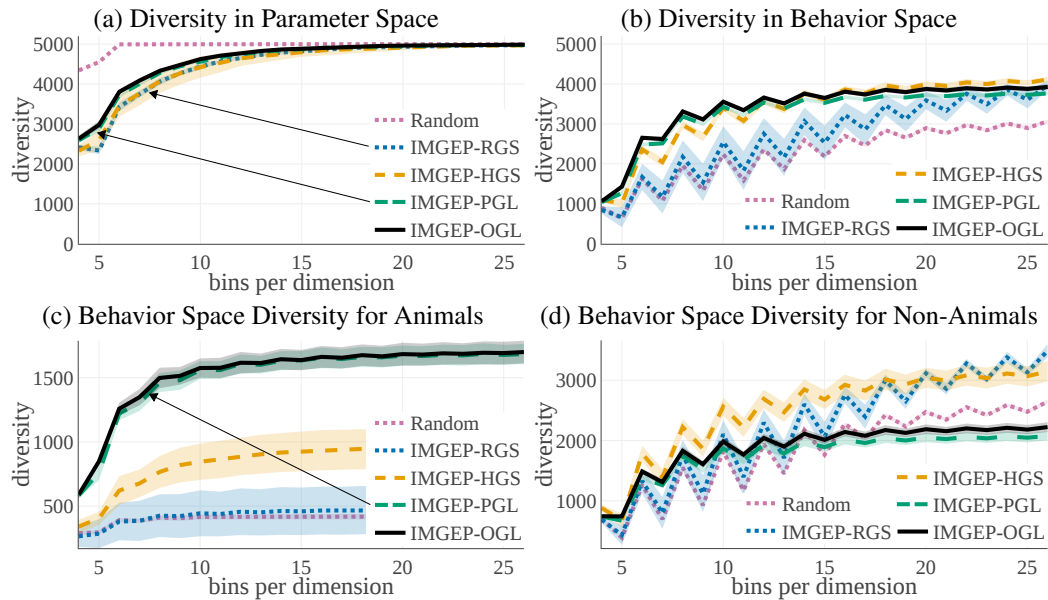 (a) Diversity in Parameter Space
5000
4000
3000
2000
1000
0
diversity
Random
IMGEP-RGS
IMGEP-HGS
IMGEP-PGL
IMGEP-OGL
5
10
15
20
25
bins per dimension
(b) Diversity in Behavior Space
5000
4000
3000
2000
1000
0
diversity
Random
IMGEP-RGS
IMGEP-HGS
IMGEP-PGL
IMGEP-OGL
5
10
15
20
25
bins per dimension
(c) Behavior Space Diversity for Animals
1500
1000
500
diversity
Random
IMGEP-RGS
IMGEP-HGS
IMGEP-PGL
IMGEP-OGL
5
10
15
20
25
bins per dimension
(d) Behavior Space Diversity for Non-Animals
3000
2000
1000
diversity
Random
IMGEP-RGS
IMGEP-HGS
IMGEP-PGL
IMGEP-OGL
5
10
15
20
25
bins per dimension